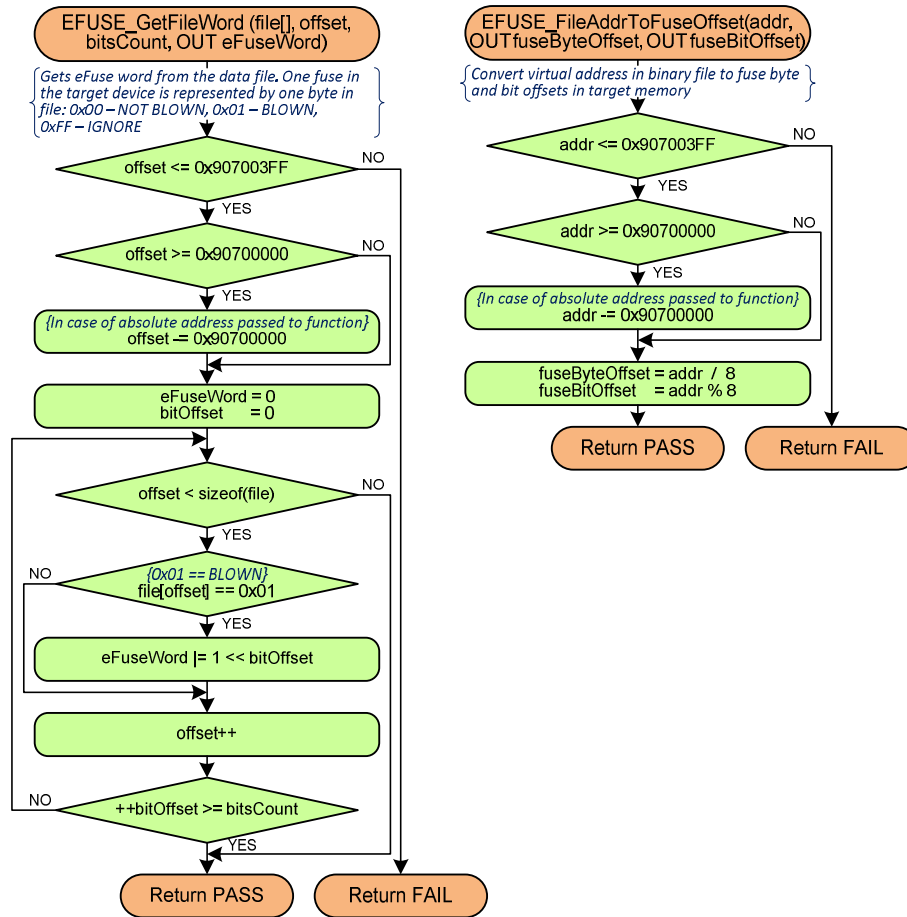 EFUSE_GetFileWord (file[], offset,
bitsCount, OUT eFuseWord)
Gets eFuse word from the data file. One fuse in
the target device is represented by one byte in
file: 0x00 – NOT BLOWN, 0x01 – BLOWN,
0xFF – IGNORE
offset <= 0x907003FF
NO
YES
offset >= 0x90700000
NO
YES
{In case of absolute address passed to function}
offset -= 0x90700000
eFuseWord = 0
bitOffset = 0
offset < sizeof(file)
NO
YES
{0x01 == BLOWN}
file[offset] == 0x01
NO
YES
eFuseWord |= 1 << bitOffset
offset++
++bitOffset >= bitsCount
NO
YES
Return PASS
Return FAIL
EFUSE_FileAddrToFuseOffset(addr,
OUT fuseByteOffset, OUT fuseBitOffset)
Convert virtual address in binary file to fuse byte
and bit offsets in target memory
addr <= 0x907003FF
NO
YES
addr >= 0x90700000
NO
YES
{In case of absolute address passed to function}
addr -= 0x90700000
fuseByteOffset = addr / 8
fuseBitOffset = addr % 8
Return PASS
Return FAIL